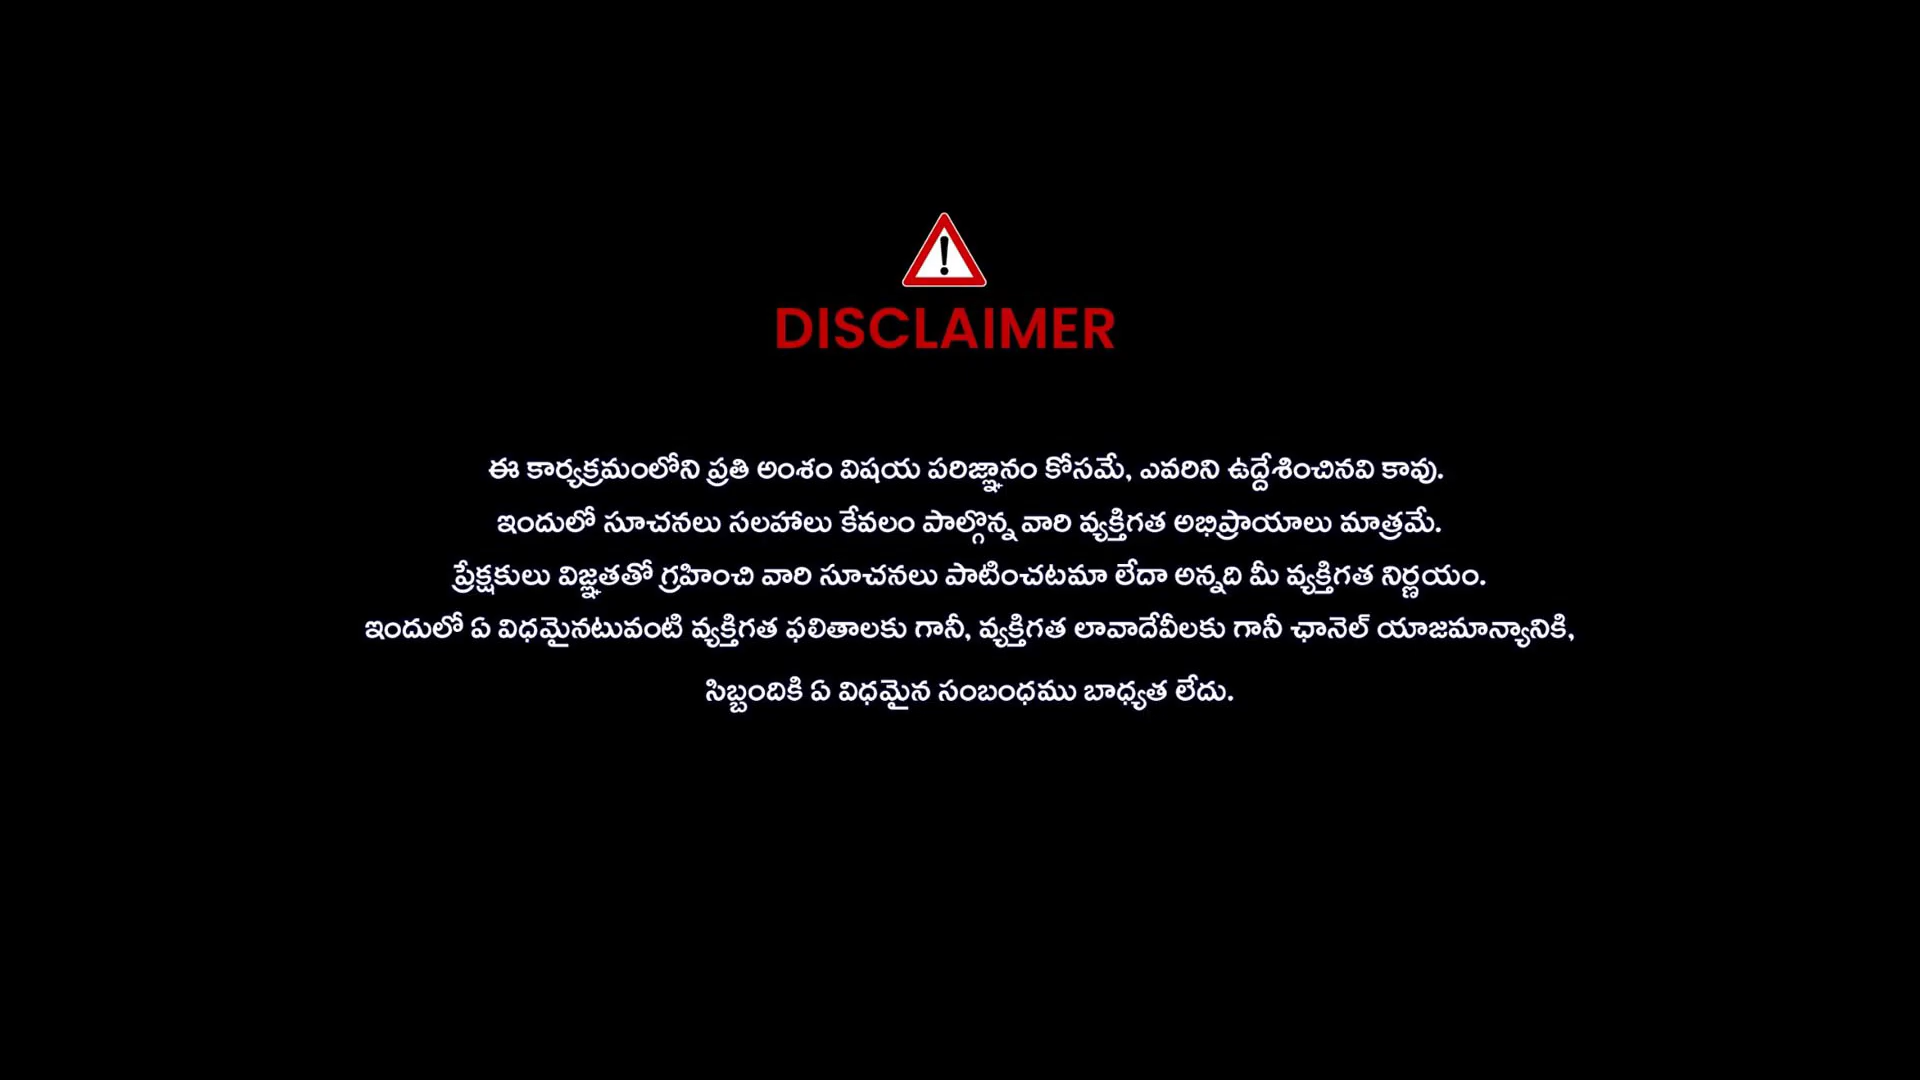 DISCLAIMER
ఈ కార్యక్రమంలోని ప్రతి అంశం విషయ పరిజ్ఞానం కోసమే, ఎవరిని ఉద్దేశించినవి కావు.
ఇందులో సూచనలు సలహాలు కేవలం పాల్గొన్న వారి వ్యక్తిగత అభిప్రాయాలు మాత్రమే.
ప్రేక్షకులు విజ్ఞతతో గ్రహించి వారి సూచనలు పాటించటమా లేదా అన్నది మీ వ్యక్తిగత నిర్ణయం.
ఇందులో ఏ విధమైనటువంటి వ్యక్తిగత ఫలితాలకు గానీ, వ్యక్తిగత లావాదేవీలకు గానీ ఛానెల్ యాజమాన్యానికి,
సిబ్బందికి ఏ విధమైన సంబంధము బాధ్యత లేదు.